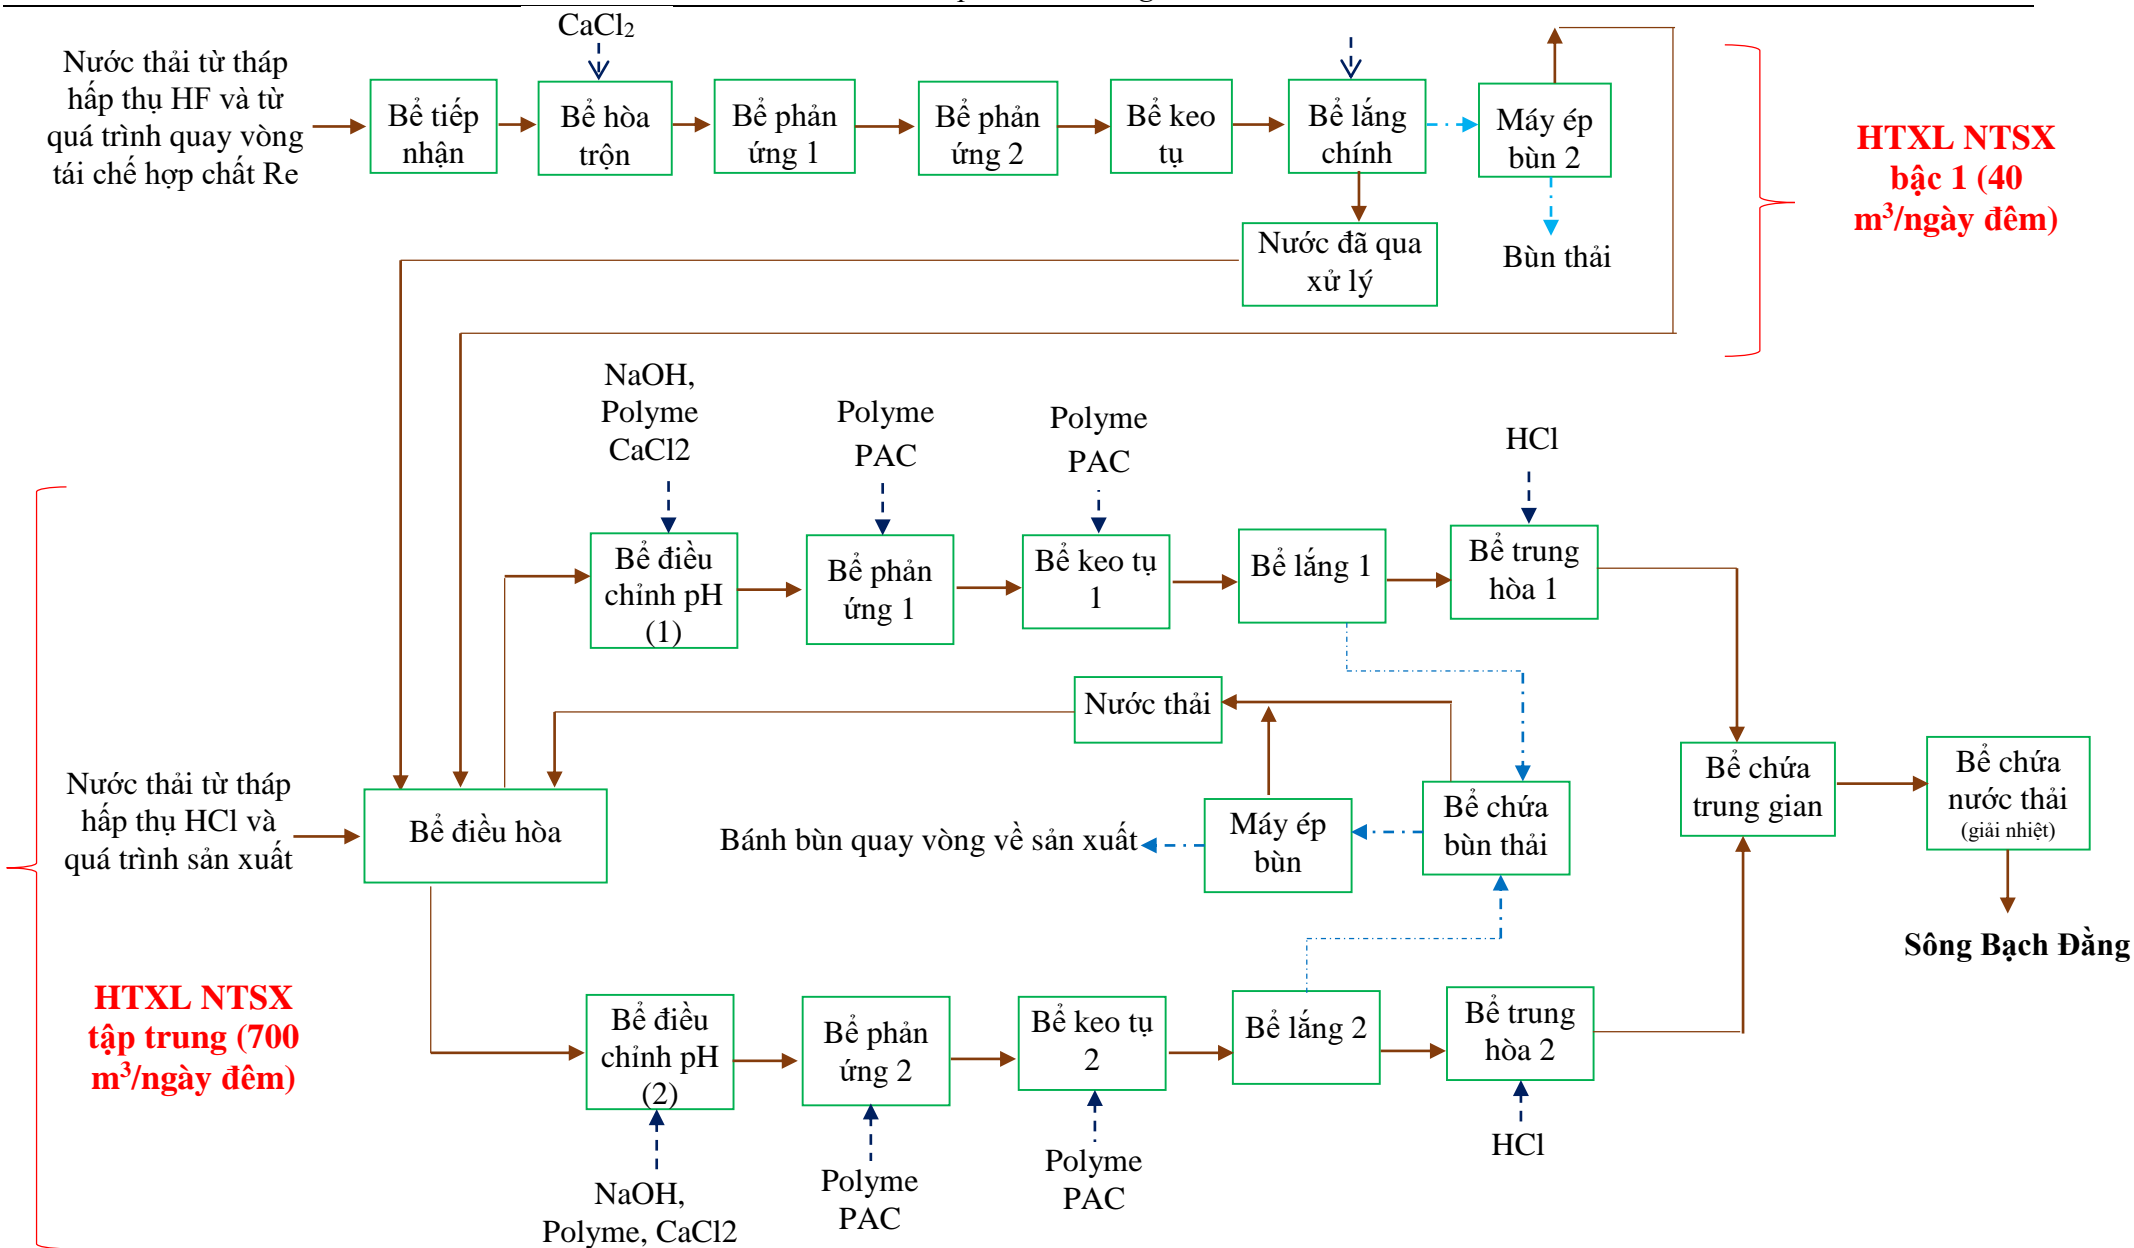 CaCl₂
Nước thải từ tháp
hấp thụ HF và từ
quá trình quay vòng
tái chế hợp chất Re
Bể tiếp
nhận
Bể hòa
trộn
Bể phản
ứng 1
Bể phản
ứng 2
Bể keo
tụ
Bể lắng
chính
Máy ép
bùn 2
HTXL NTSX
bậc 1 (40
m³/ngày đêm)
Nước đã qua
xử lý
Bùn thải
NaOH,
Polyme
CaCl2
Polyme
PAC
Polyme
PAC
HCl
Bể điều
chỉnh pH
(1)
Bể phản
ứng 1
Bể keo tụ
1
Bể lắng 1
Bể trung
hòa 1
Nước thải
Nước thải từ tháp
hấp thụ HCl và
quá trình sản xuất
Bể điều hòa
Bánh bùn quay vòng về sản xuất
Máy ép
bùn
Bể chứa
bùn thải
Bể chứa
trung gian
Bể chứa
nước thải
(giải nhiệt)
Sông Bạch Đằng
HTXL NTSX
tập trung (700
m³/ngày đêm)
Bể điều
chỉnh pH
(2)
Bể phản
ứng 2
Bể keo tụ
2
Bể lắng 2
Bể trung
hòa 2
NaOH,
Polyme, CaCl2
Polyme
PAC
Polyme
PAC
HCl